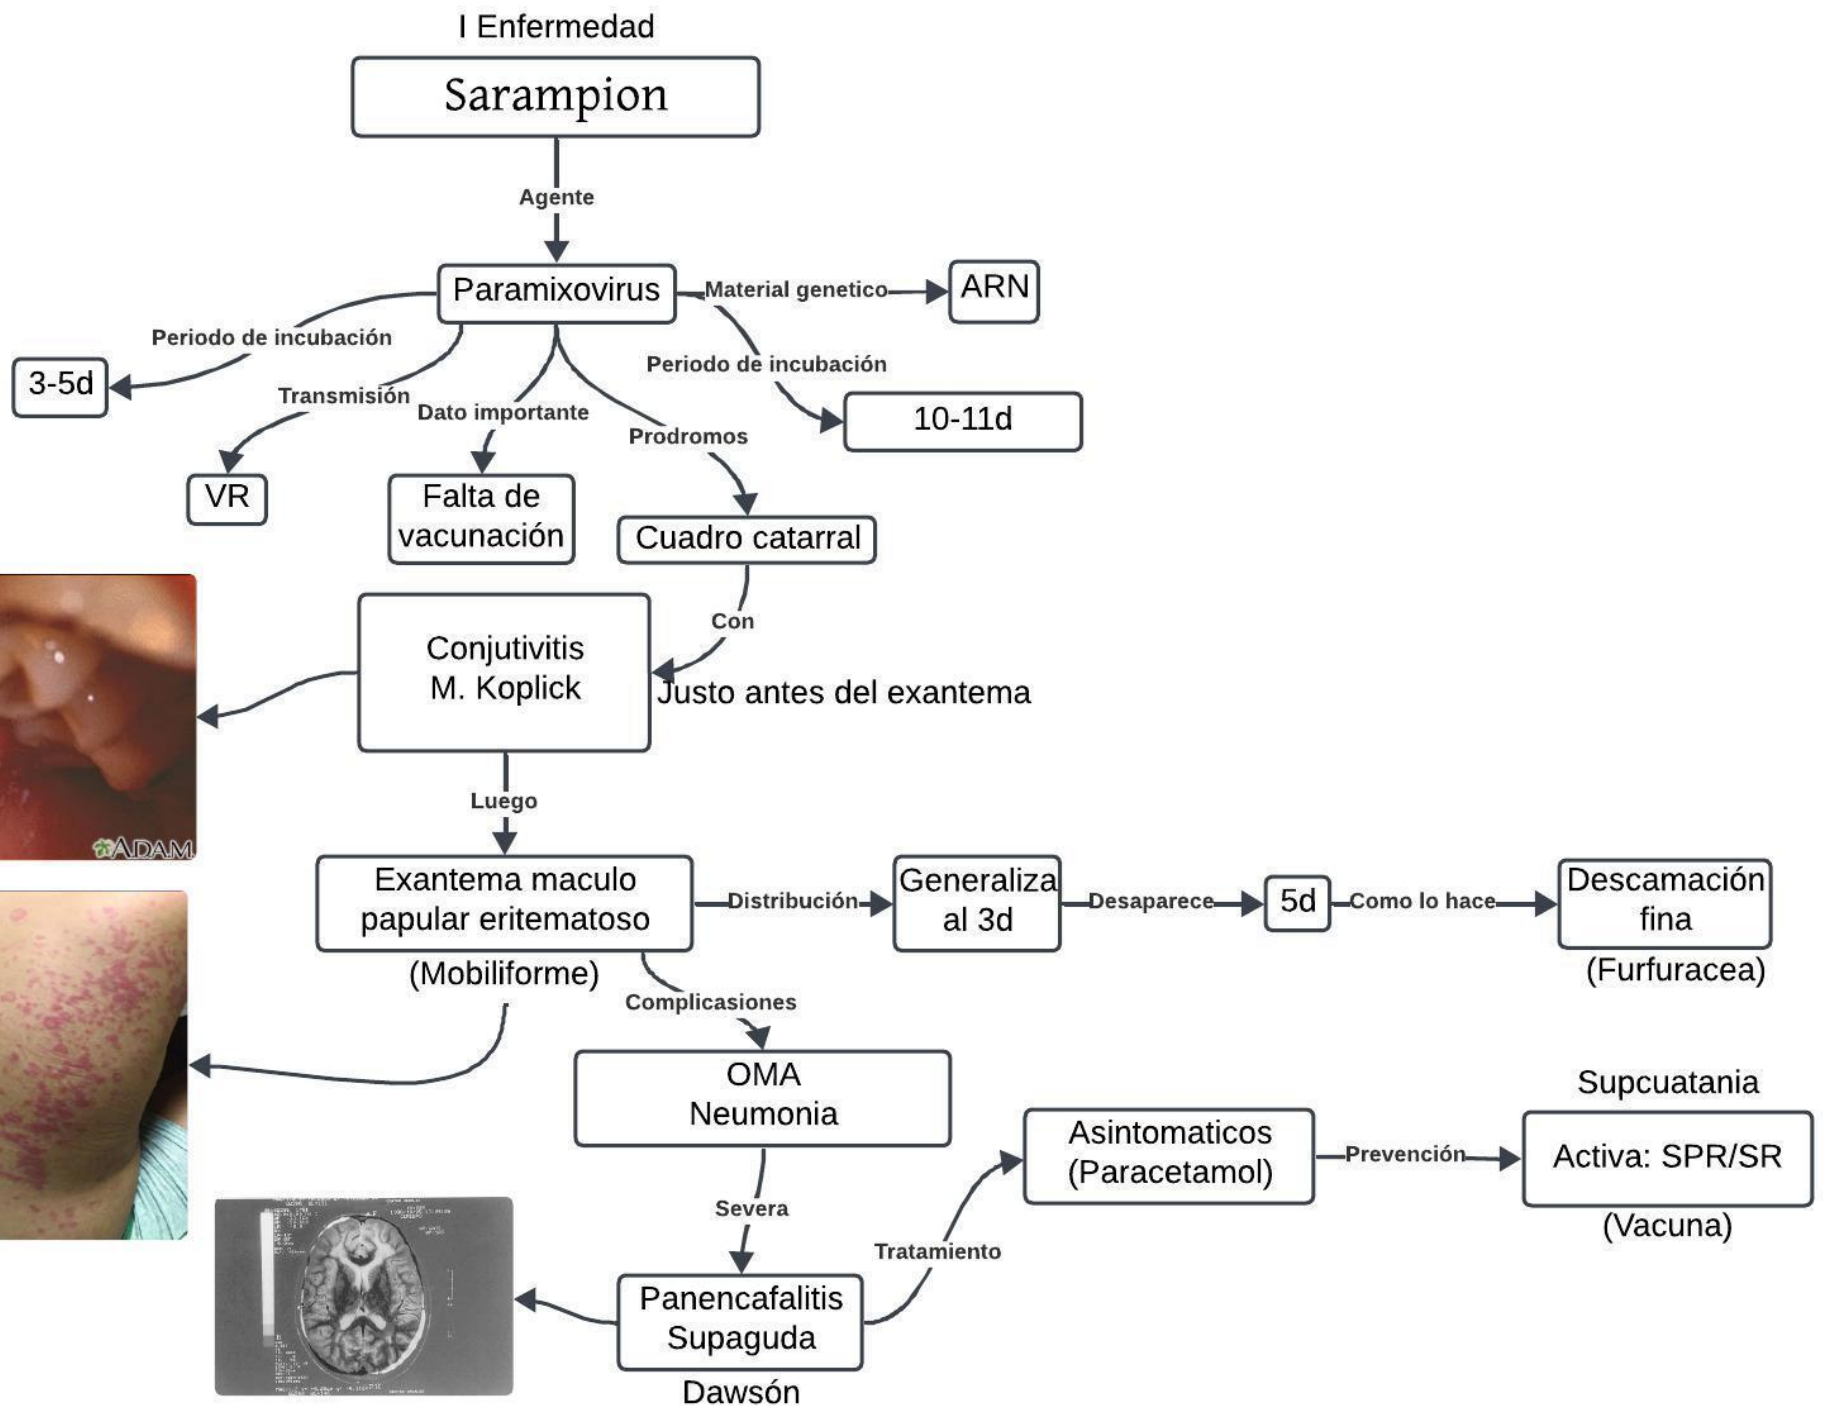 I Enfermedad
Sarampion
Agente
Paramixovirus
Material genetico
ARN
Periodo de incubación
3-5d
Periodo de incubación
10-11d
Transmisión
VR
Dato importante
Falta de
vacunación
Prodromos
Cuadro catarral
Con
Conjutivitis
M. Koplick
Justo antes del exantema
ADAM
Luego
Exantema maculo
papular eritematoso
(Mobiliforme)
Distribución
Generaliza
al 3d
Desaparece
5d
Como lo hace
Descamación
fina
(Furfuracea)
Complicasiones
OMA
Neumonia
Severa
Panencafalitis
Supaguda
Dawsón
Tratamiento
Asintomaticos
(Paracetamol)
Prevención
Supcuatania
Activa: SPR/SR
(Vacuna)